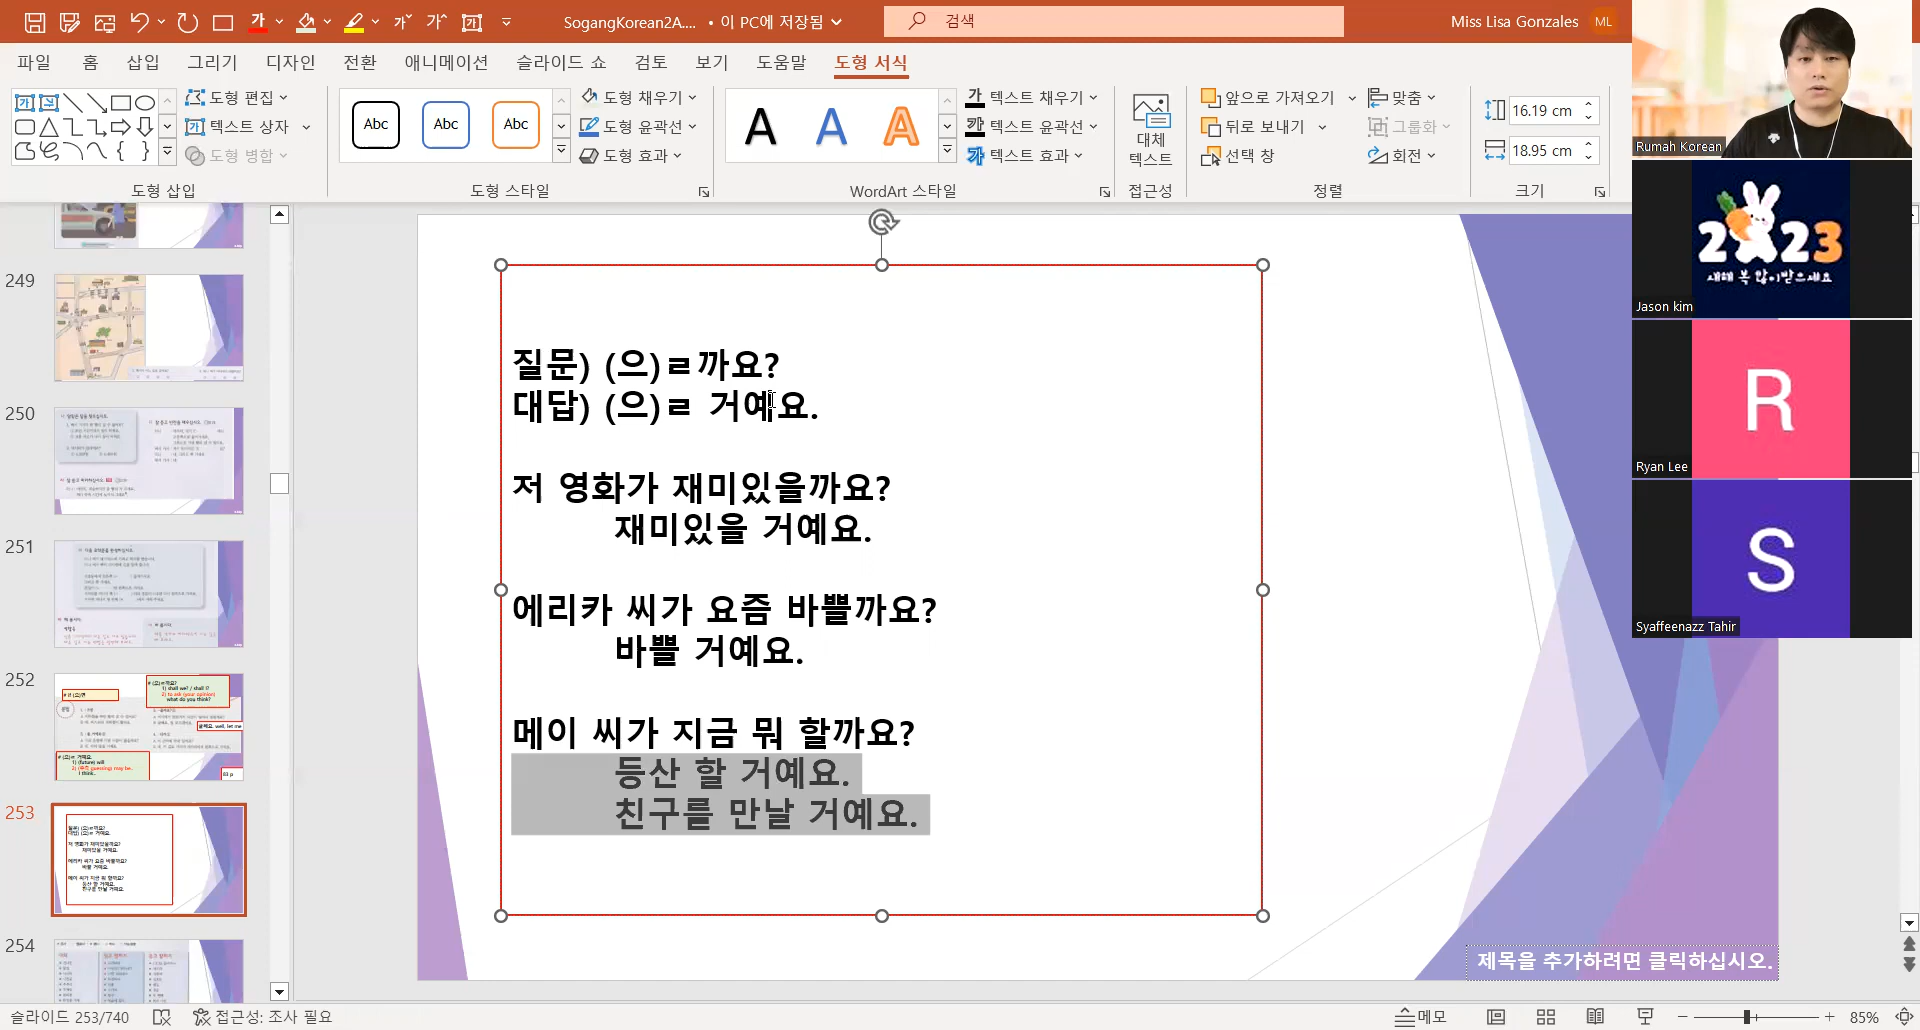 SogangKorean2A.... • 이 PC에 저장됨
검색
Miss Lisa Gonzales ML
파일 홈 삽입 그리기 디자인 전환 애니메이션 슬라이드 쇼 검토 보기 도움말 도형 서식
도형 편집
텍스트 상자
도형 병합
도형 삽입
Abc Abc Abc
도형 채우기
도형 윤곽선
도형 효과
도형 스타일
A A A
텍스트 채우기
텍스트 윤곽선
텍스트 효과
WordArt 스타일
대체
텍스트
접근성
앞으로 가져오기
뒤로 보내기
선택 창
맞춤
그룹화
회전
정렬
16.19 cm
18.95 cm
크기
249
250
251
252
253
254
질문) (으)ㄹ까요?
대답) (으)ㄹ 거예요.
저 영화가 재미있을까요?
재미있을 거예요.
에리카 씨가 요즘 바쁠까요?
바쁠 거예요.
메이 씨가 지금 뭐 할까요?
등산 할 거예요.
친구를 만날 거예요.
제목을 추가하려면 클릭하십시오.
Rumah Korean
2023
새해 복 많이받으세요
Jason kim
R
Ryan Lee
S
Syaffeenazz Tahir
슬라이드 253/740
접근성: 조사 필요
메모
85%